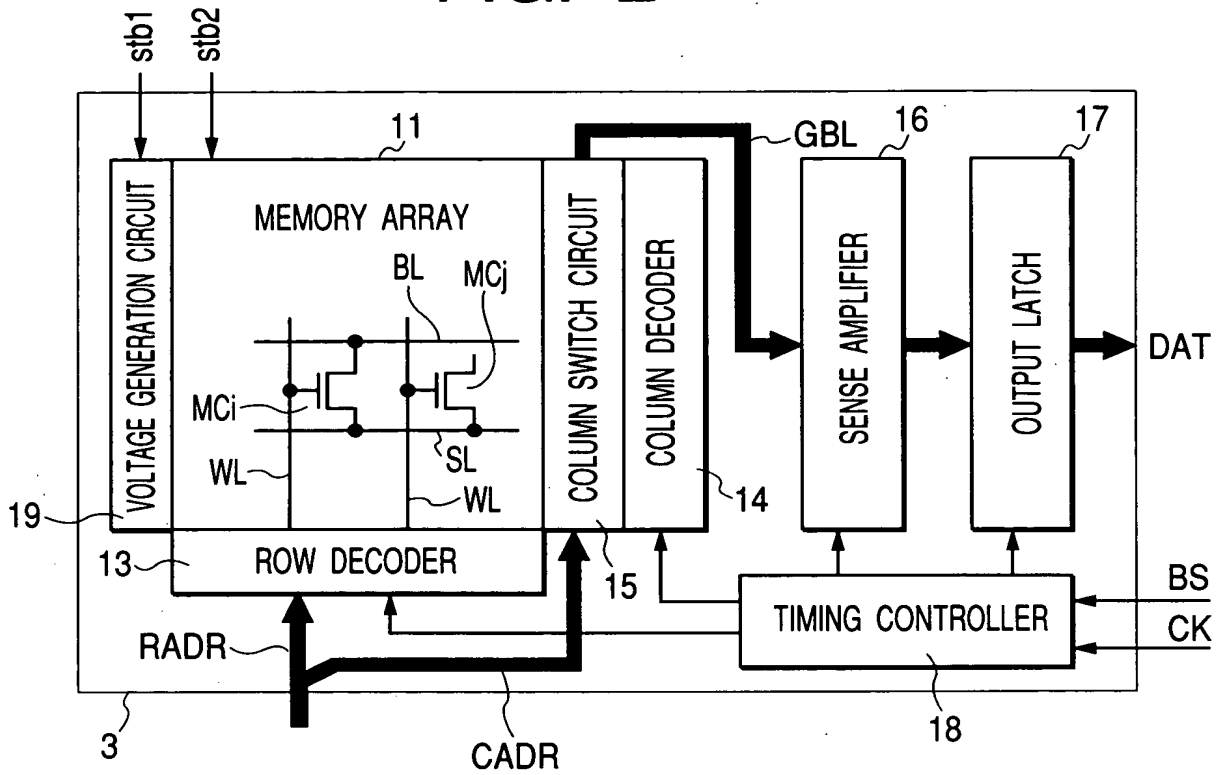 stb1
stb2
11
GBL
16
17
VOLTAGE GENERATION CIRCUIT
MEMORY ARRAY
COLUMN SWITCH CIRCUIT
COLUMN DECODER
SENSE AMPLIFIER
OUTPUT LATCH
BL
MCj
DAT
MCi
SL
WL
WL
14
19
13
ROW DECODER
15
BS
TIMING CONTROLLER
CK
RADR
18
3
CADR